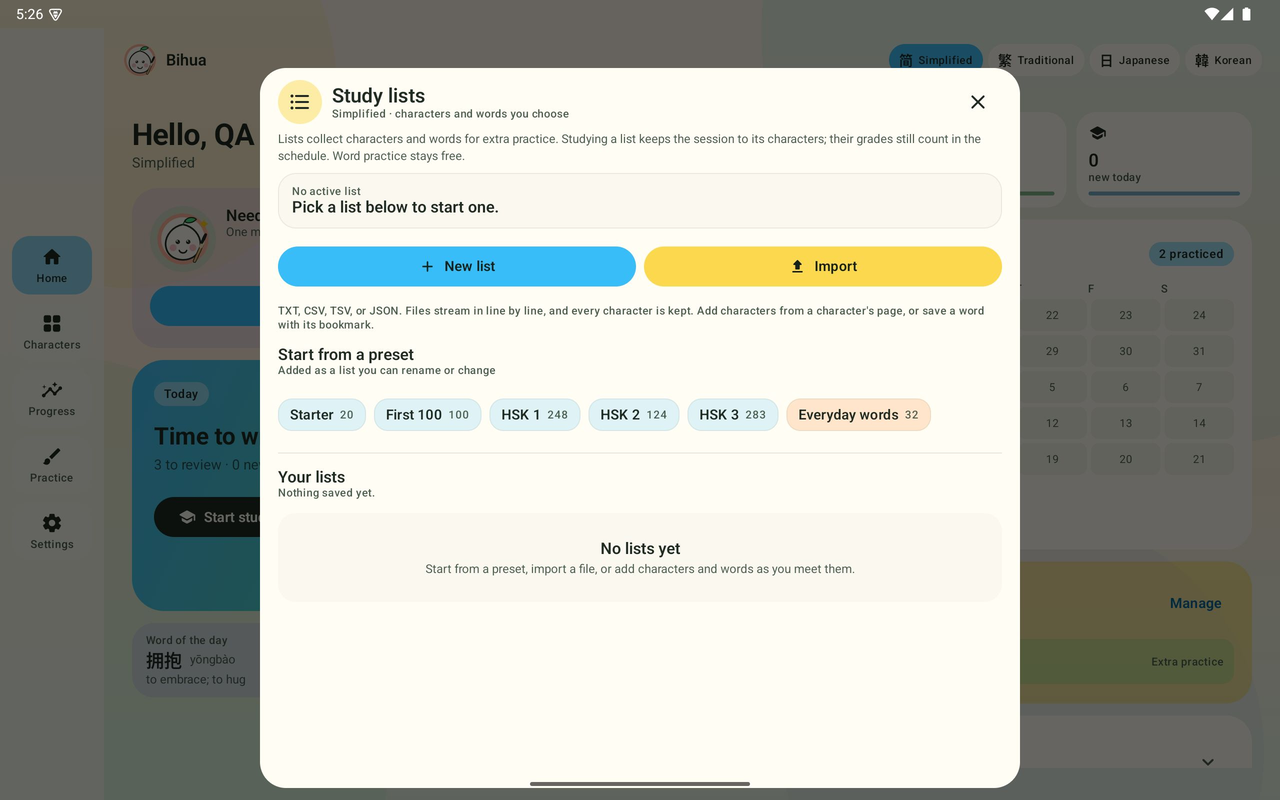 5:26
Bihua
简 Simplified
繁 Traditional
日 Japanese
韓 Korean
Hello, QA
Simplified
Study lists
Simplified · characters and words you choose
Lists collect characters and words for extra practice. Studying a list keeps the session to its characters; their grades still count in the
schedule. Word practice stays free.
No active list
Pick a list below to start one.
+ New list
Import
TXT, CSV, TSV, or JSON. Files stream in line by line, and every character is kept. Add characters from a character's page, or save a word
with its bookmark.
Start from a preset
Added as a list you can rename or change
Starter 20
First 100 100
HSK 1 248
HSK 2 124
HSK 3 283
Everyday words 32
Your lists
Nothing saved yet.
No lists yet
Start from a preset, import a file, or add characters and words as you meet them.
Home
Characters
Progress
Practice
Settings
One m
Today
Time to w
3 to review · 0 ne
Start stu
Word of the day
拥抱 yōngbào
to embrace; to hug
0
new today
2 practiced
F S
22 23 24
29 30 31
5 6 7
12 13 14
19 20 21
Manage
Extra practice